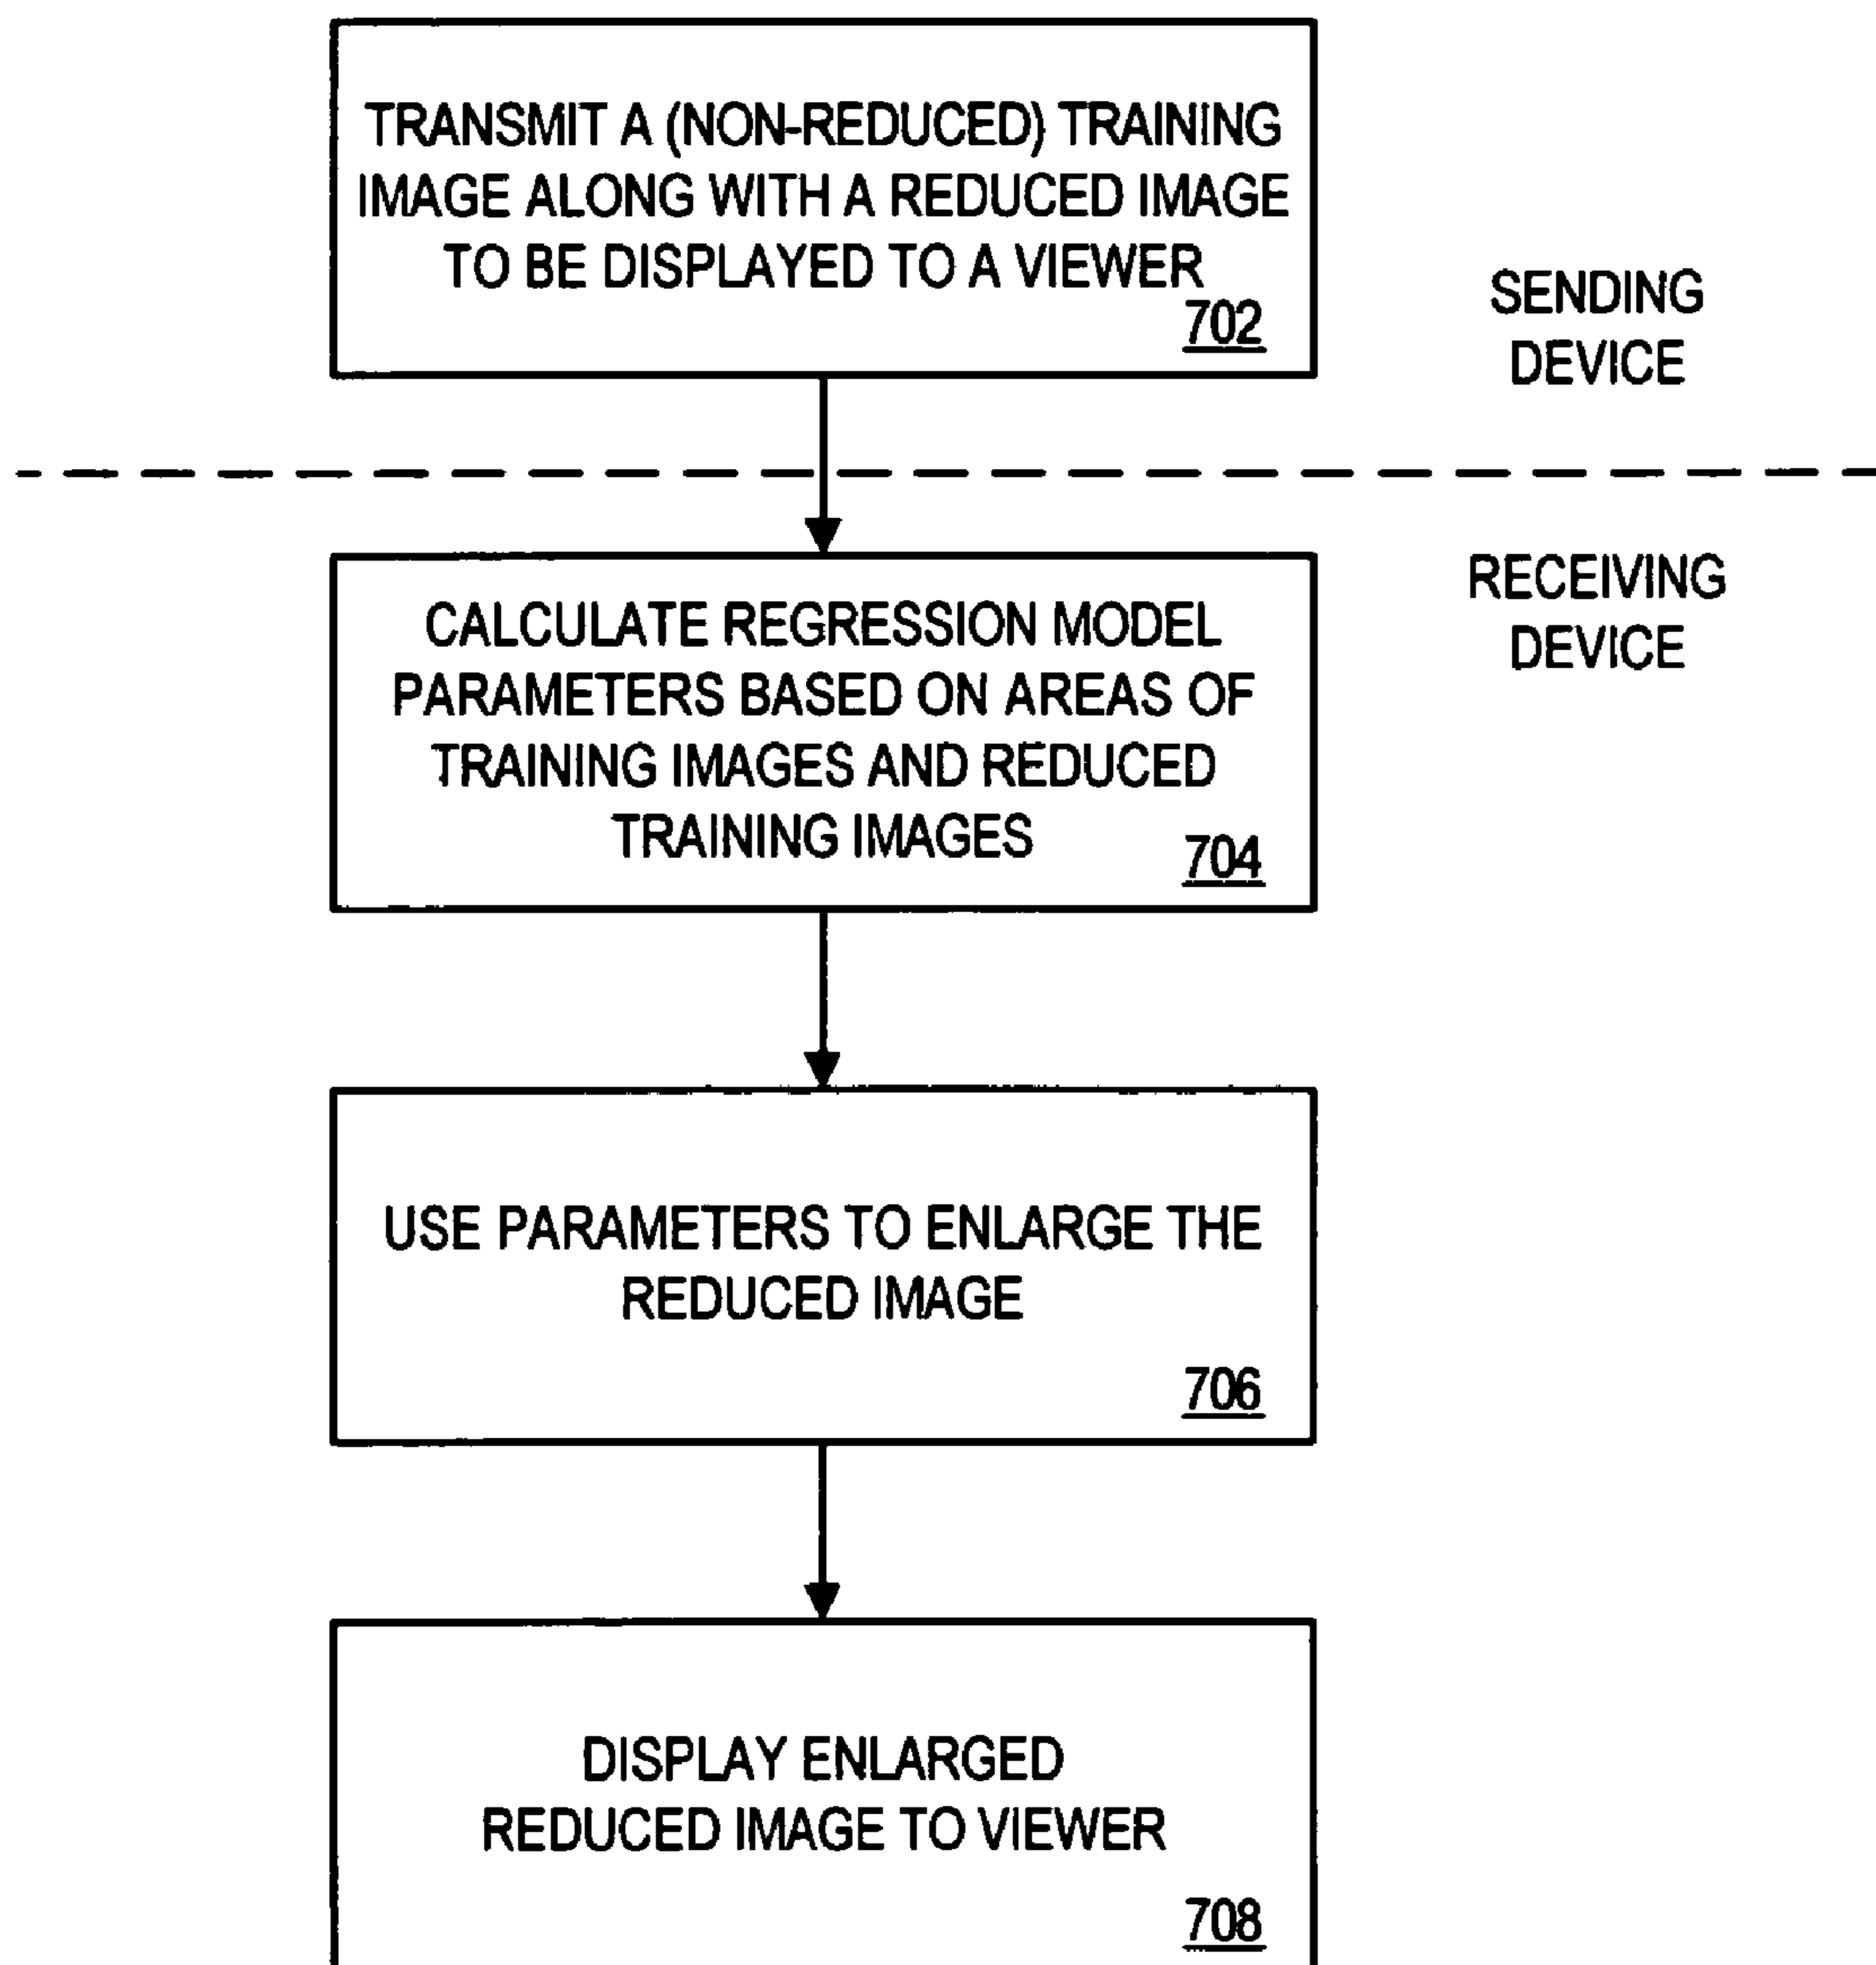 TRANSMIT A (NON-REDUCED) TRAINING
IMAGE ALONG WITH A REDUCED IMAGE
TO BE DISPLAYED TO A VIEWER
702
SENDING
DEVICE
RECEIVING
DEVICE
CALCULATE REGRESSION MODEL
PARAMETERS BASED ON AREAS OF
TRAINING IMAGES AND REDUCED
TRAINING IMAGES
704
USE PARAMETERS TO ENLARGE THE
REDUCED IMAGE
706
DISPLAY ENLARGED
REDUCED IMAGE TO VIEWER
708